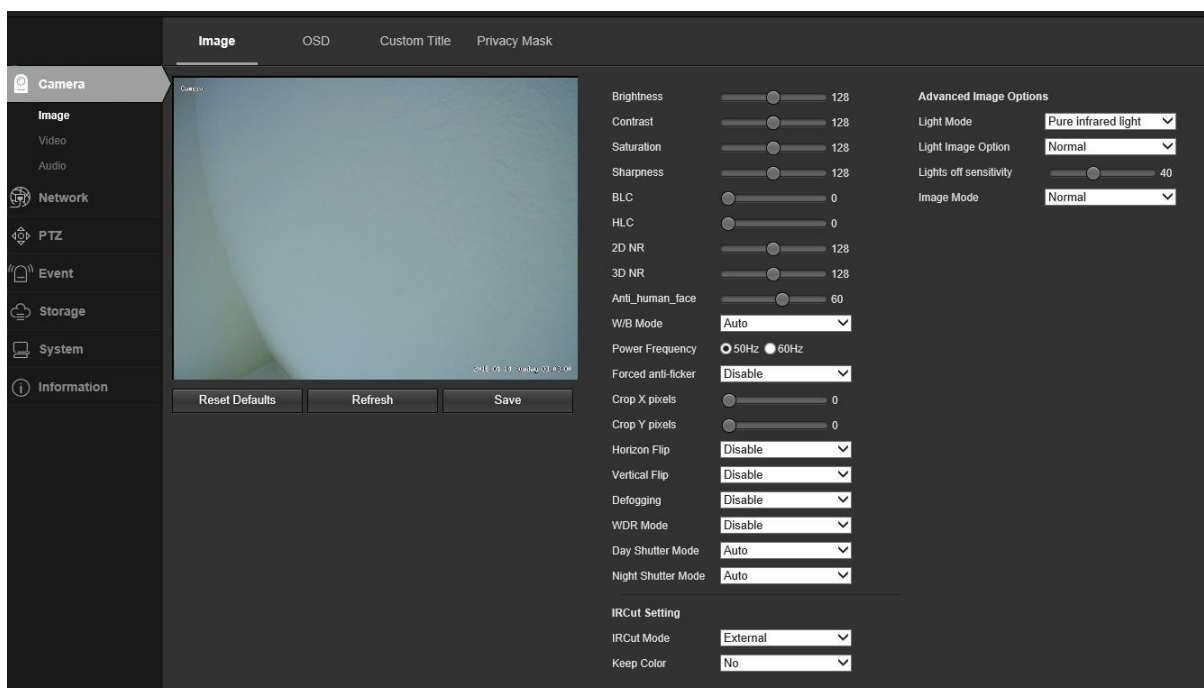 Image OSD Custom Title Privacy Mask
Camera
Image
Video
Audio
Network
PTZ
Event
Storage
System
Information
Camera
Reset Defaults Refresh Save
Brightness 128
Contrast 128
Saturation 128
Sharpness 128
BLC 0
HLC 0
2D NR 128
3D NR 128
Anti_human_face 60
W/B Mode Auto
Power Frequency 50Hz 60Hz
Forced anti-ficker Disable
Crop X pixels 0
Crop Y pixels 0
Horizon Flip Disable
Vertical Flip Disable
Defogging Disable
WDR Mode Disable
Day Shutter Mode Auto
Night Shutter Mode Auto
IRCut Setting
IRCut Mode External
Keep Color No
Advanced Image Options
Light Mode Pure infrared light
Light Image Option Normal
Lights off sensitivity 40
Image Mode Normal